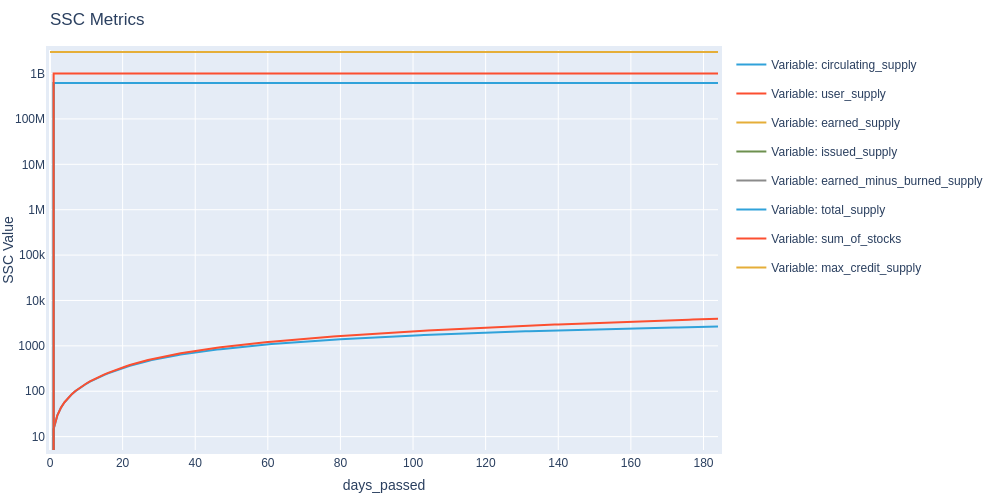 SSC Metrics
1B
100M
10M
1M
100k
10k
1000
100
10
SSC Value
0 20 40 60 80 100 120 140 160 180
days_passed
Variable: circulating_supply
Variable: user_supply
Variable: earned_supply
Variable: issued_supply
Variable: earned_minus_burned_supply
Variable: total_supply
Variable: sum_of_stocks
Variable: max_credit_supply